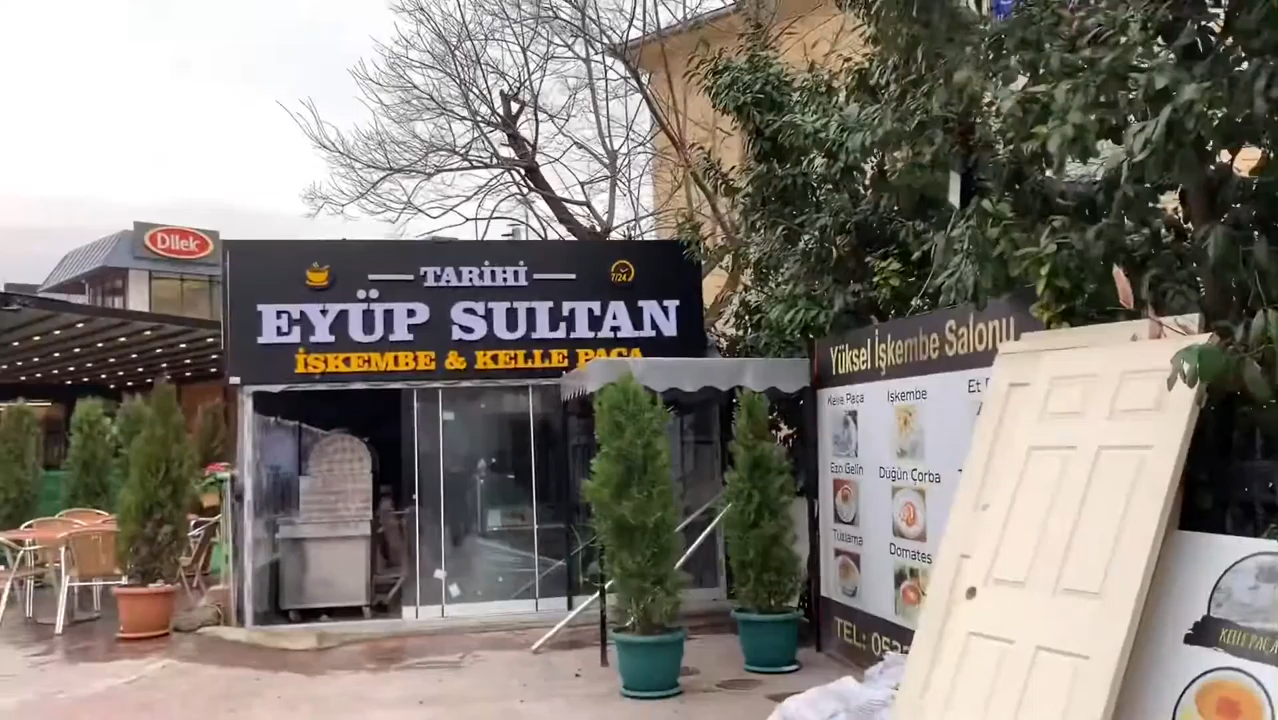 Dilek
TARİHİ
7/24
EYÜP SULTAN
İŞKEMBE & KELLE PAÇA
Yüksel İşkembe Salonu
Kelle Paça
İşkembe
Et
Ezo Gelin
Düğün Çorba
Tuzlama
Domates
TEL: 053
KELLE PAÇA